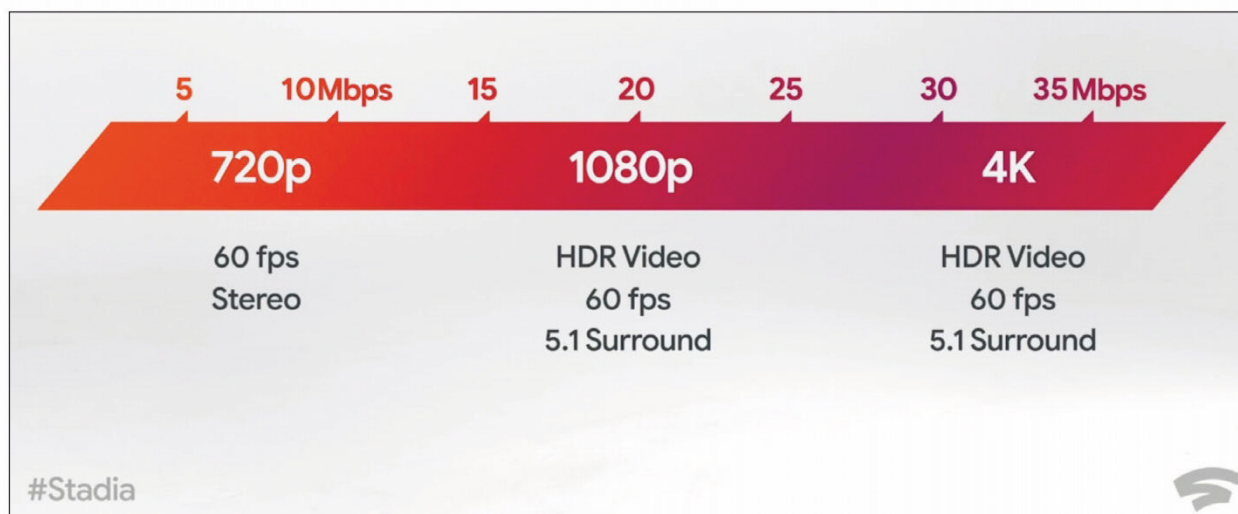 5 10 Mbps 15 20 25 30 35 Mbps
720p 1080p 4K
60 fps HDR Video HDR Video
Stereo 60 fps 60 fps
5.1 Surround 5.1 Surround
#Stadia